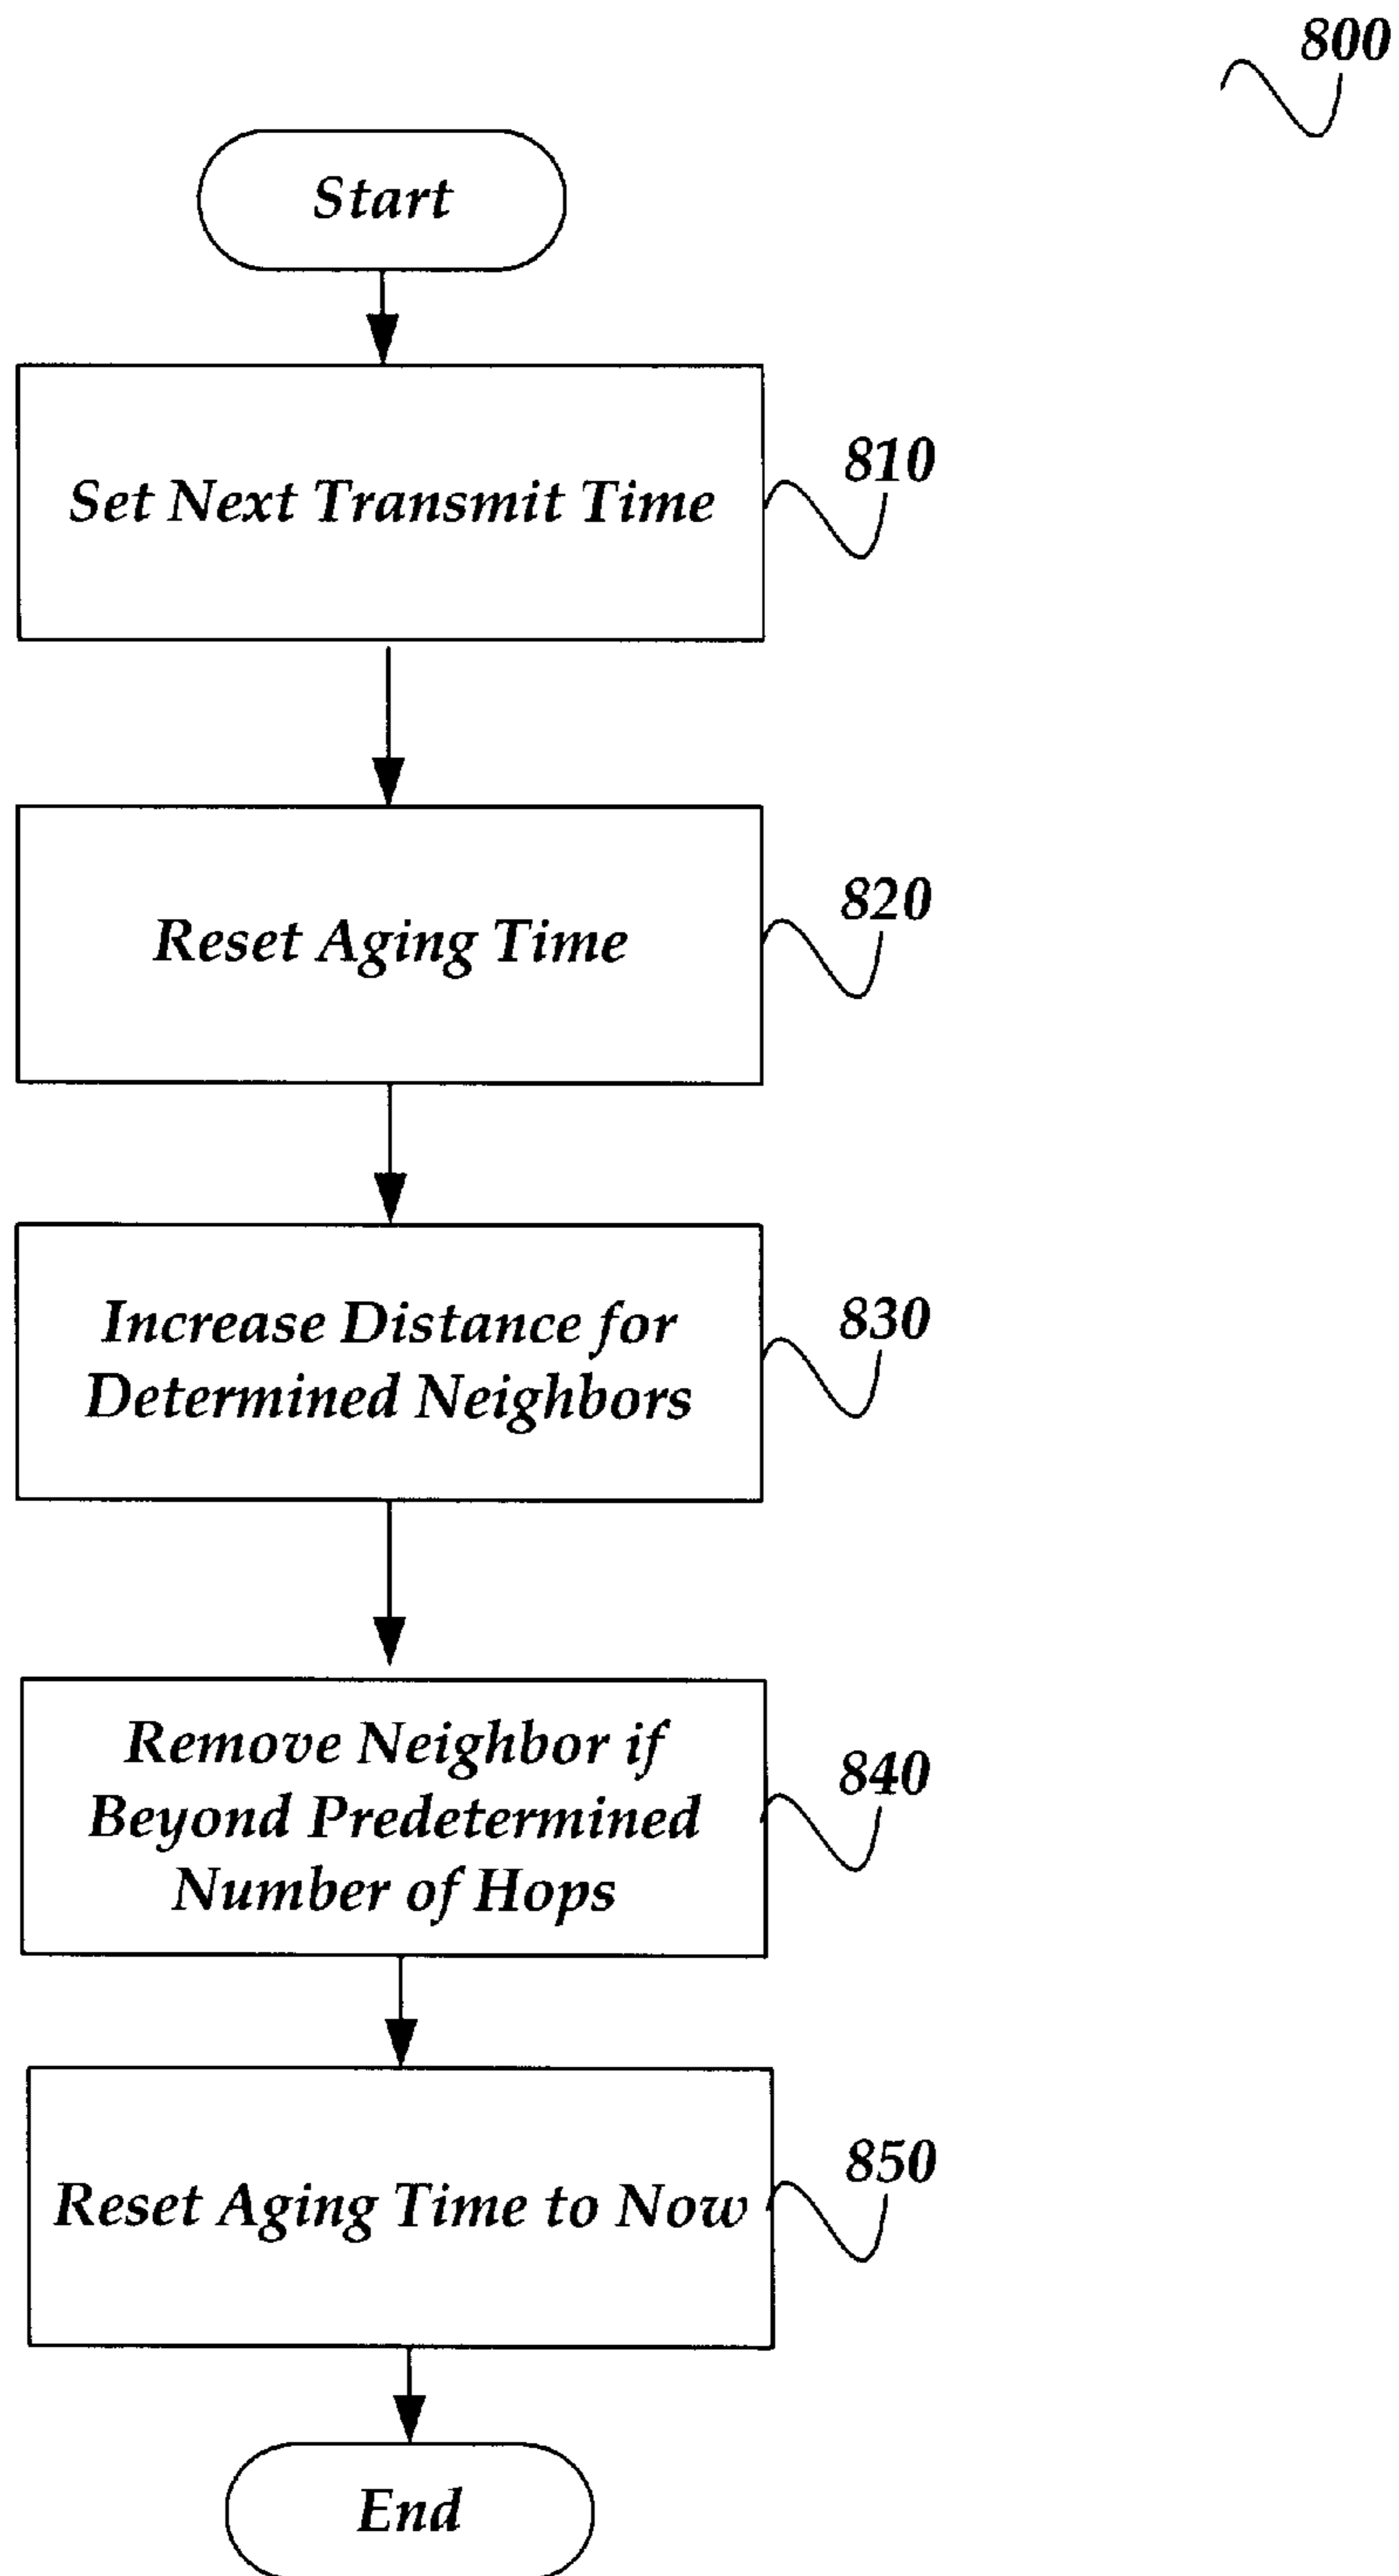 800
Start
Set Next Transmit Time
810
Reset Aging Time
820
Increase Distance for
Determined Neighbors
830
Remove Neighbor if
Beyond Predetermined
Number of Hops
840
Reset Aging Time to Now
850
End